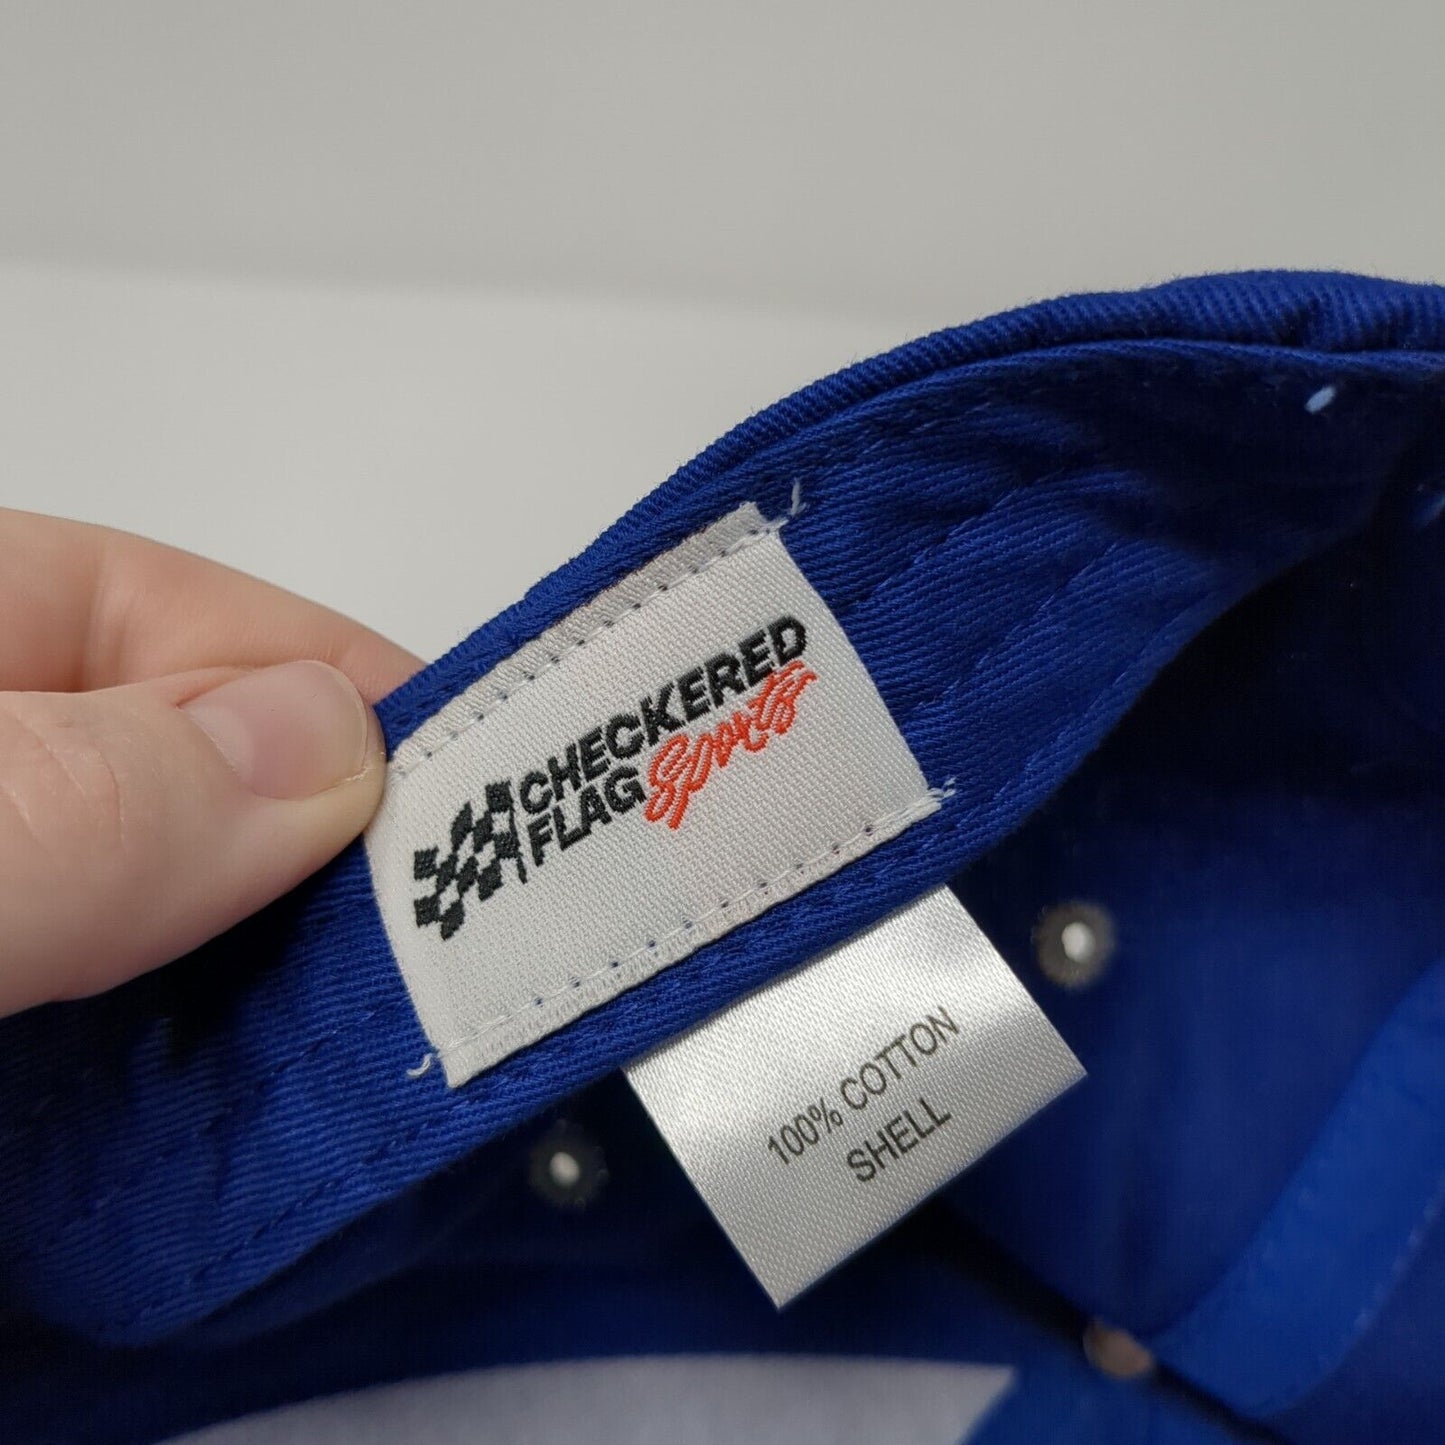 CHECKERED
FLAG Sports
100% COTTON
SHELL